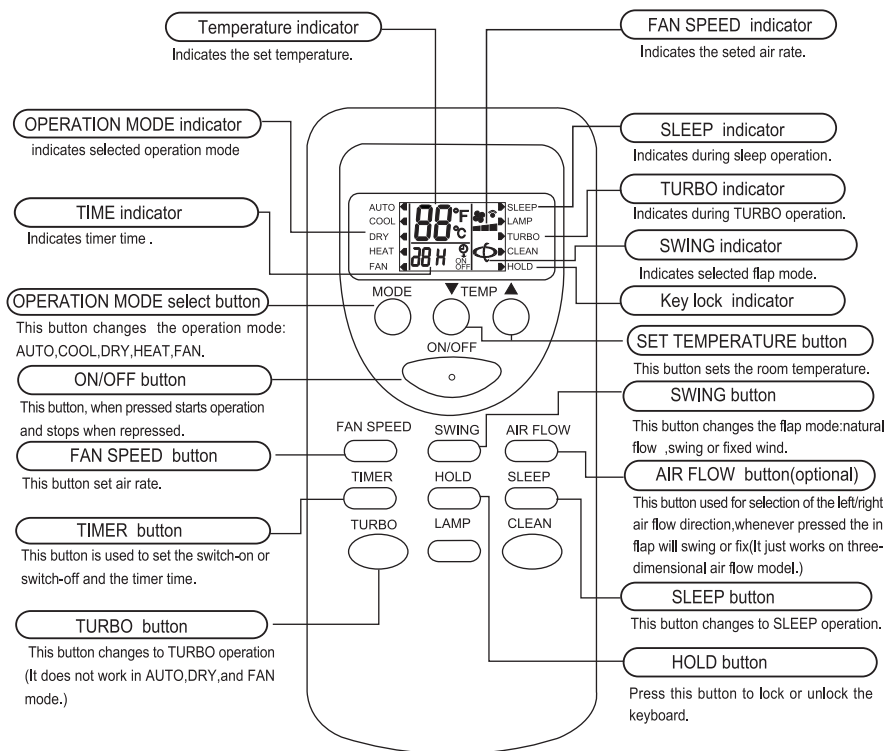 Temperature indicator
Indicates the set temperature.
FAN SPEED indicator
Indicates the seted air rate.
OPERATION MODE indicator
indicates selected operation mode
TIME indicator
Indicates timer time .
OPERATION MODE select button
This button changes the operation mode:
AUTO,COOL,DRY,HEAT,FAN.
ON/OFF button
This button, when pressed starts operation
and stops when repressed.
FAN SPEED button
This button set air rate.
TIMER button
This button is used to set the switch-on or
switch-off and the timer time.
TURBO button
This button changes to TURBO operation
(It does not work in AUTO,DRY,and FAN
mode.)
AUTO
COOL
DRY
HEAT
FAN
88°F
°C
28H
ON
OFF
SLEEP
LAMP
TURBO
CLEAN
HOLD
MODE ▼ TEMP ▲
ON/OFF
FAN SPEED SWING AIR FLOW
TIMER HOLD SLEEP
TURBO LAMP CLEAN
SLEEP indicator
Indicates during sleep operation.
TURBO indicator
Indicates during TURBO operation.
SWING indicator
Indicates selected flap mode.
Key lock indicator
SET TEMPERATURE button
This button sets the room temperature.
SWING button
This button changes the flap mode:natural
flow ,swing or fixed wind.
AIR FLOW button(optional)
This button used for selection of the left/right
air flow direction,whenever pressed the in
flap will swing or fix(It just works on three-
dimensional air flow model.)
SLEEP button
This button changes to SLEEP operation.
HOLD button
Press this button to lock or unlock the
keyboard.